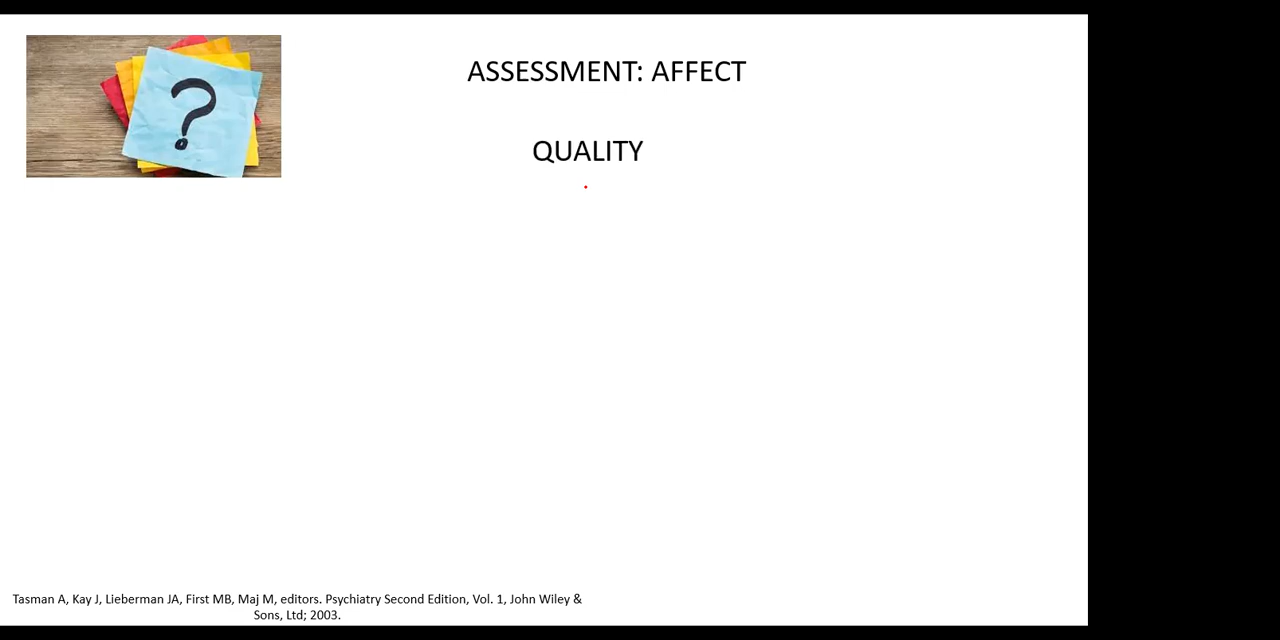 ASSESSMENT: AFFECT
QUALITY
?
Tasman A, Kay J, Lieberman JA, First MB, Maj M, editors. Psychiatry Second Edition, Vol. 1, John Wiley &
Sons, Ltd; 2003.